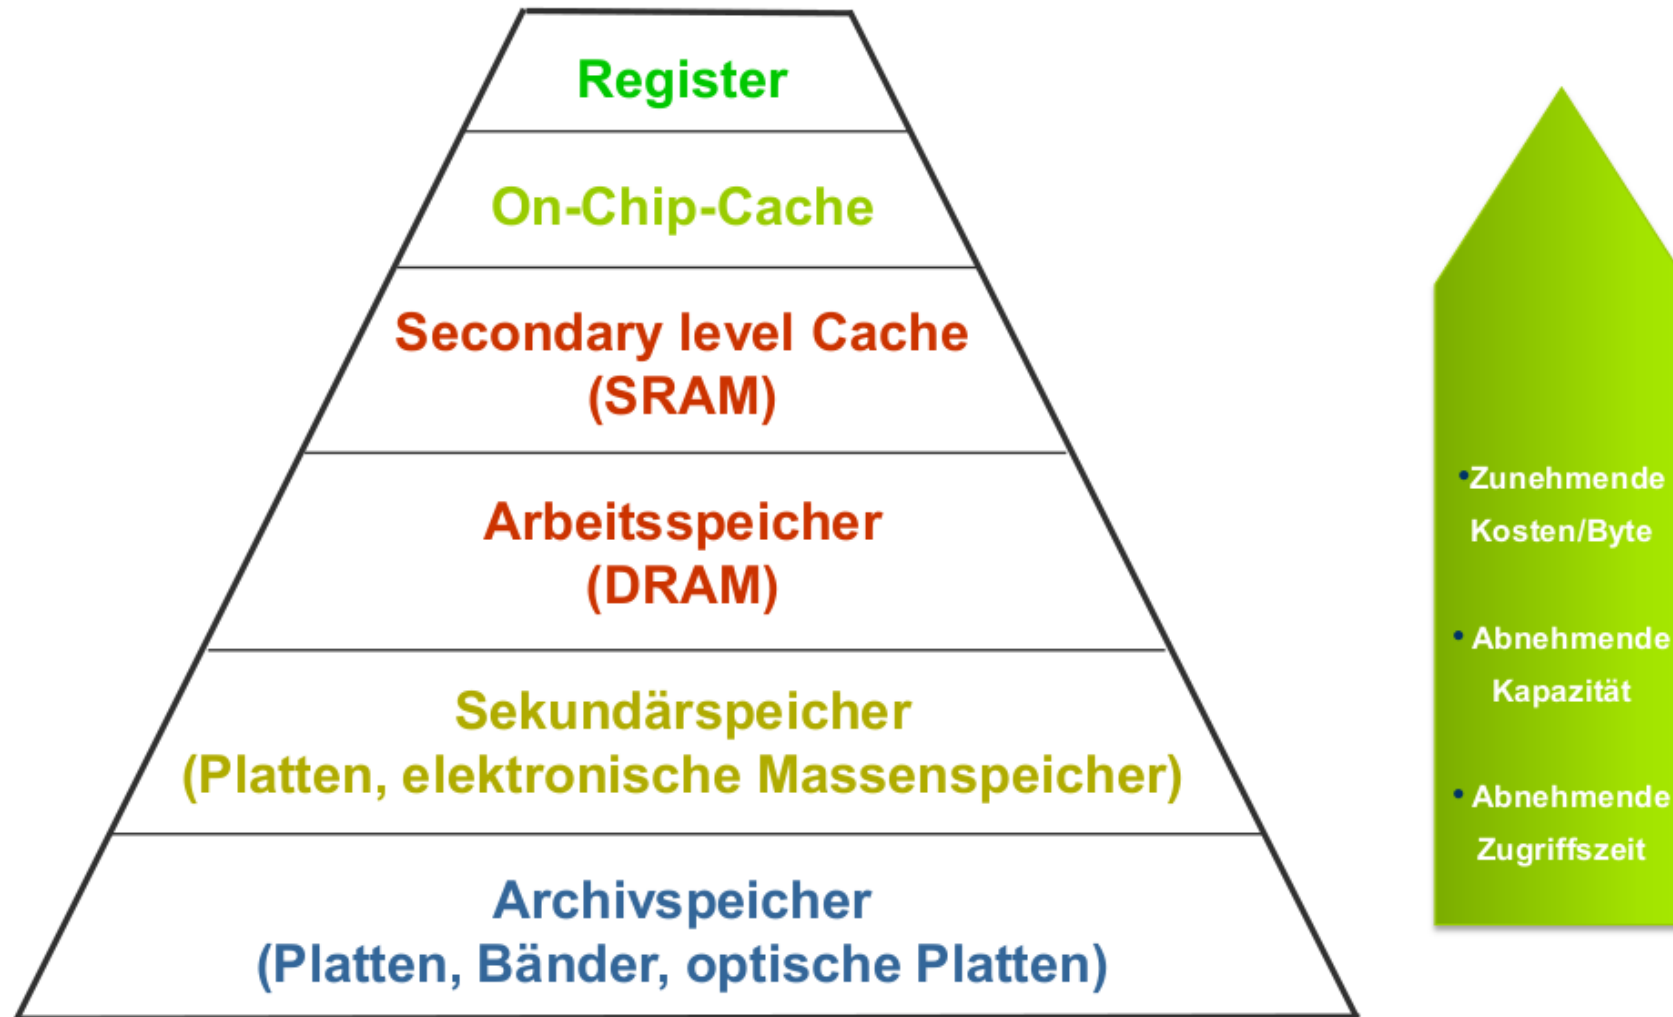 Register
On-Chip-Cache
Secondary level Cache
(SRAM)
Arbeitsspeicher
(DRAM)
Sekundärspeicher
(Platten, elektronische Massenspeicher)
Archivspeicher
(Platten, Bänder, optische Platten)
•Zunehmende
Kosten/Byte
• Abnehmende
Kapazität
• Abnehmende
Zugriffszeit